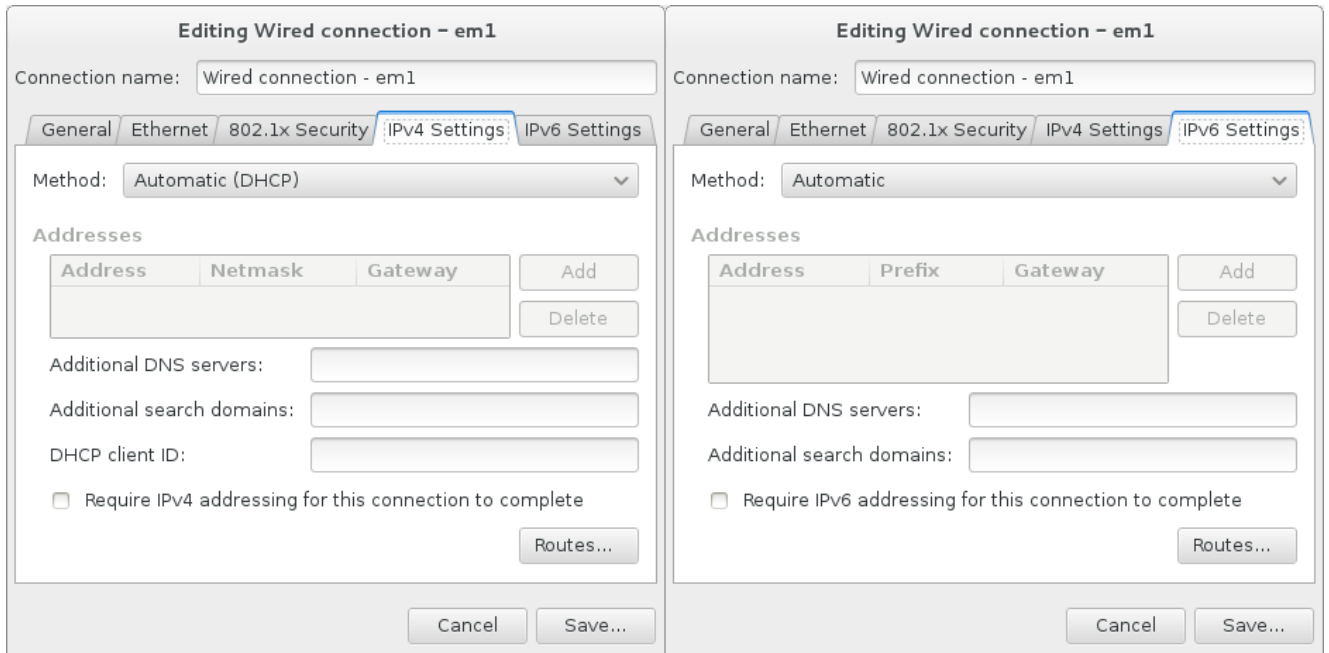 Editing Wired connection – em1
Connection name: Wired connection - em1
General Ethernet 802.1x Security IPv4 Settings IPv6 Settings
Method: Automatic (DHCP)
Addresses
Address Netmask Gateway Add
Delete
Additional DNS servers:
Additional search domains:
DHCP client ID:
Require IPv4 addressing for this connection to complete
Routes...
Cancel Save...
Editing Wired connection – em1
Connection name: Wired connection - em1
General Ethernet 802.1x Security IPv4 Settings IPv6 Settings
Method: Automatic
Addresses
Address Prefix Gateway Add
Delete
Additional DNS servers:
Additional search domains:
Require IPv6 addressing for this connection to complete
Routes...
Cancel Save...